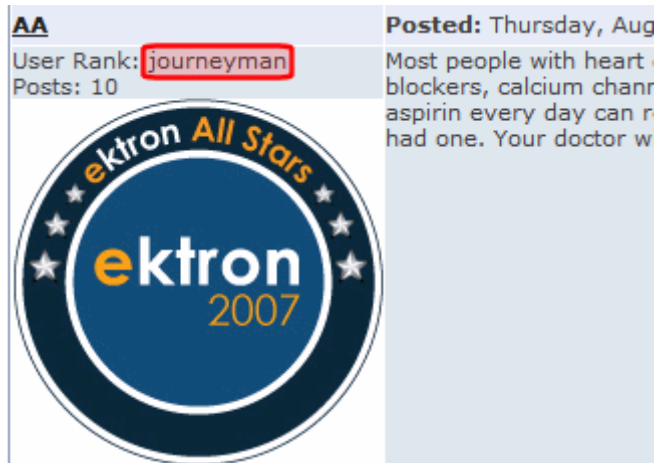 AA
Posted: Thursday, Aug
User Rank: journeyman
Posts: 10
Most people with heart
blockers, calcium chann
aspirin every day can r
had one. Your doctor w
ektron All Stars
ektron
2007